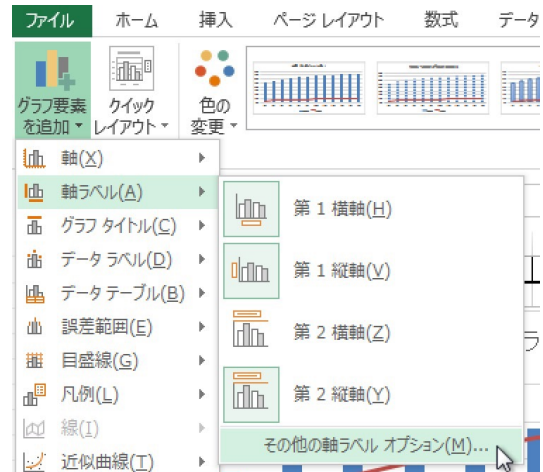 ファイル ホーム 挿入 ページ レイアウト 数式 データ
グラフ要素 クイック 色の
を追加 レイアウト 変更
軸(X)
軸ラベル(A)
第 1 横軸(H)
グラフ タイトル(C)
データ ラベル(D)
第 1 縦軸(V)
データ テーブル(B)
誤差範囲(E)
第 2 横軸(Z)
目盛線(G)
凡例(L)
第 2 縦軸(Y)
線(I)
その他の軸ラベル オプション(M)...
近似曲線(T)